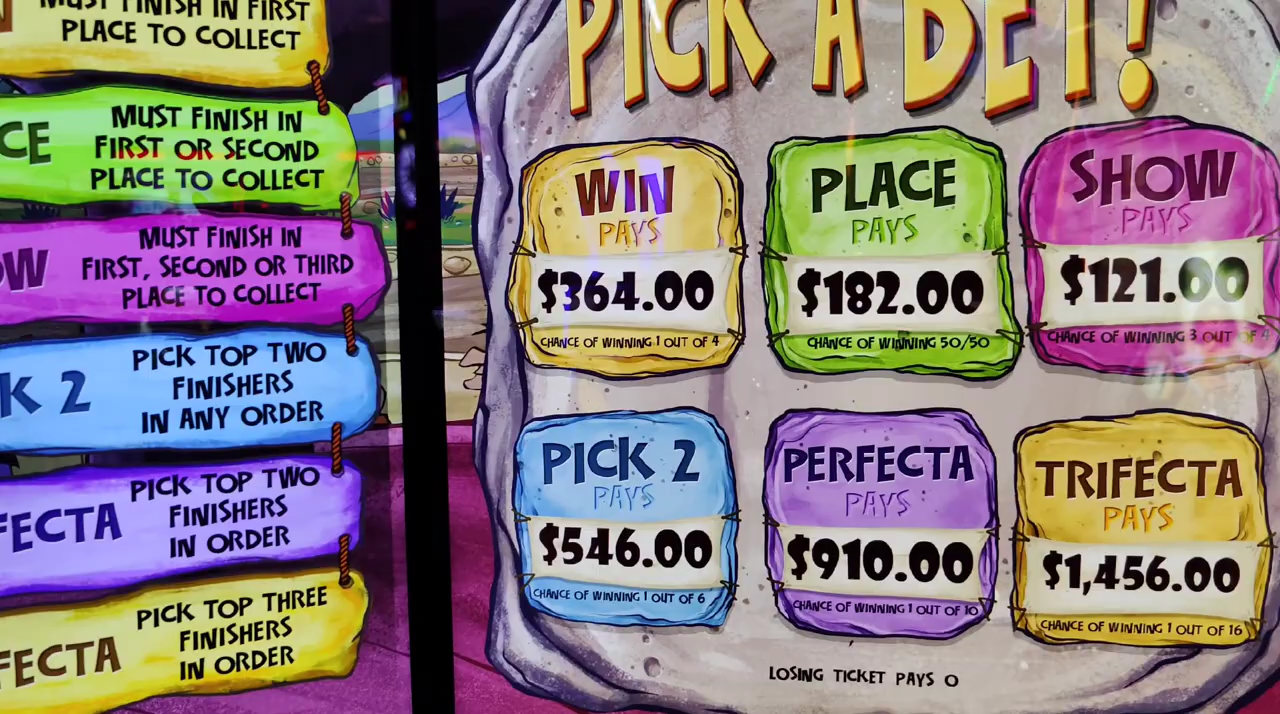 MUST FINISH IN FIRST
PLACE TO COLLECT
CE
MUST FINISH IN
FIRST OR SECOND
PLACE TO COLLECT
OW
MUST FINISH IN
FIRST, SECOND OR THIRD
PLACE TO COLLECT
K 2
PICK TOP TWO
FINISHERS
IN ANY ORDER
FECTA
PICK TOP TWO
FINISHERS
IN ORDER
FECTA
PICK TOP THREE
FINISHERS
IN ORDER
PICK A BET!
WIN
PAYS
$364.00
CHANCE OF WINNING 1 OUT OF 4
PLACE
PAYS
$182.00
CHANCE OF WINNING 50/50
SHOW
PAYS
$121.00
CHANCE OF WINNING 3 OUT OF 4
PICK 2
PAYS
$546.00
CHANCE OF WINNING 1 OUT OF 6
PERFECTA
PAYS
$910.00
CHANCE OF WINNING 1 OUT OF 10
TRIFECTA
PAYS
$1,456.00
CHANCE OF WINNING 1 OUT OF 16
LOSING TICKET PAYS 0